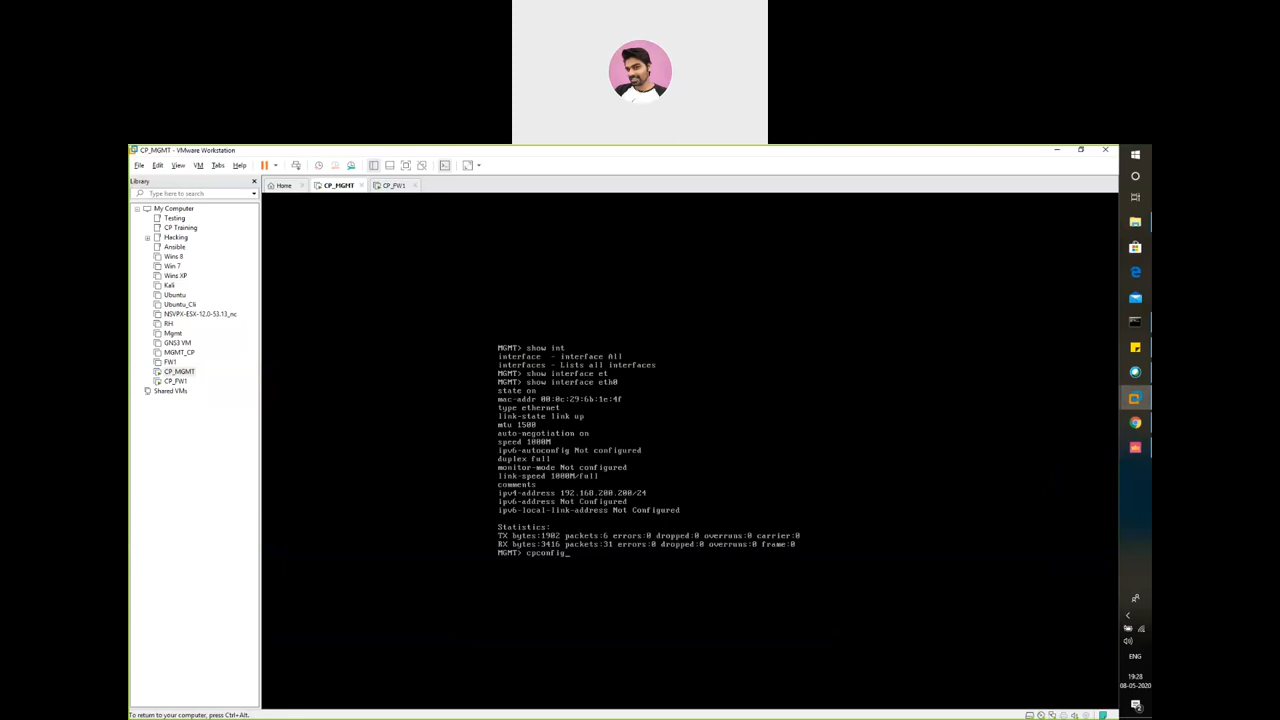 CP_MGMT - VMware Workstation
File Edit View VM Tabs Help
Library
Type here to search
Home
CP_MGMT
CP_FW1
My Computer
Testing
CP Training
Hacking
Ansible
Wins 8
Win 7
Wins XP
Kali
Ubuntu
Ubuntu_Cli
NSVPX-ESX-12.0-53.13_nc
RH
Mgmt
GNS3 VM
MGMT_CP
FW1
CP_MGMT
CP_FW1
Shared VMs
MGMT> show int
interface - interface All
interfaces - Lists all interfaces
MGMT> show interface et
MGMT> show interface eth0
state on
mac-addr 00:0c:29:6b:1e:4f
type ethernet
link-state link up
mtu 1500
auto-negotiation on
speed 1000M
ipv6-autoconfig Not configured
duplex full
monitor-mode Not configured
link-speed 1000M/full
comments
ipv4-address 192.168.200.200/24
ipv6-address Not Configured
ipv6-local-link-address Not Configured
Statistics:
TX bytes:1902 packets:6 errors:0 dropped:0 overruns:0 carrier:0
RX bytes:3416 packets:31 errors:0 dropped:0 overruns:0 frame:0
MGMT> cpconfig_
ENG
19:28
08-05-2020
To return to your computer, press Ctrl+Alt.